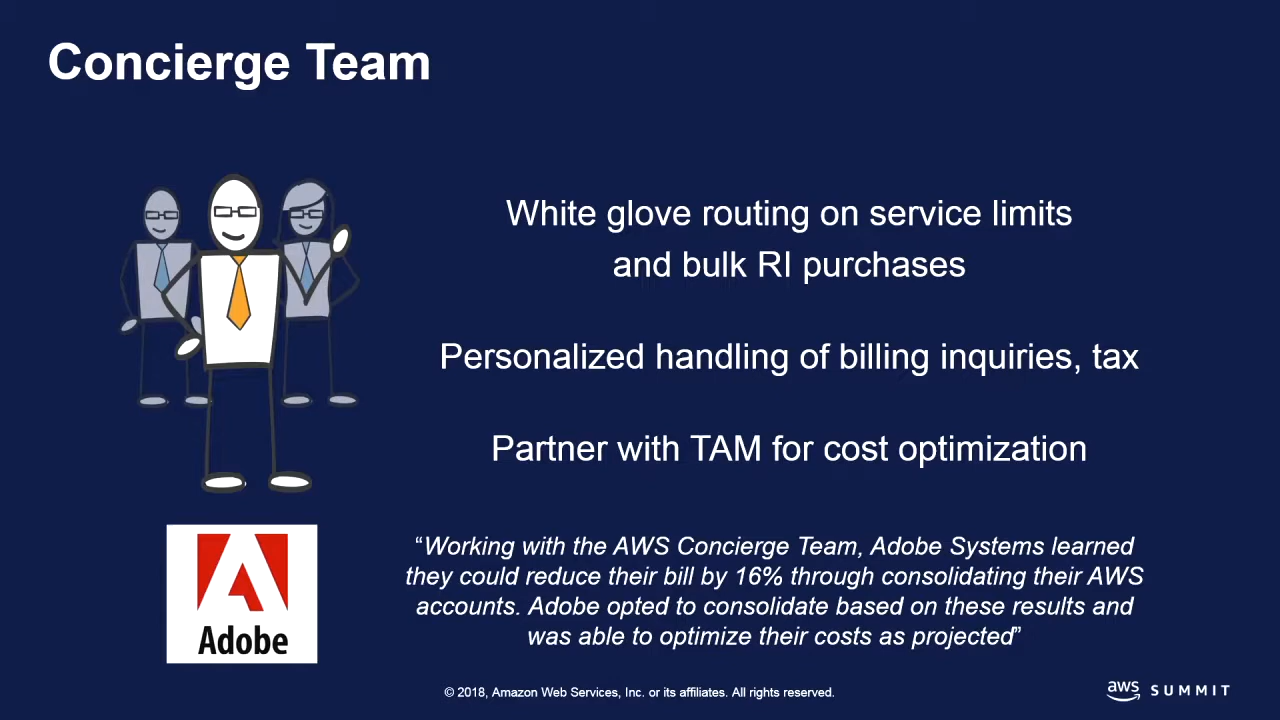 Concierge Team
White glove routing on service limits
and bulk RI purchases
Personalized handling of billing inquiries, tax
Partner with TAM for cost optimization
“Working with the AWS Concierge Team, Adobe Systems learned
they could reduce their bill by 16% through consolidating their AWS
accounts. Adobe opted to consolidate based on these results and
was able to optimize their costs as projected”
Adobe
© 2018, Amazon Web Services, Inc. or its affiliates. All rights reserved.
aws SUMMIT